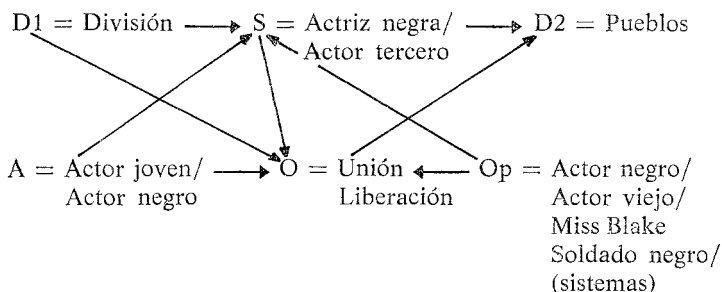 D1 = División S = Actriz negra/ D2 = Pueblos
Actor tercero
A = Actor joven/ O = Unión Op = Actor negro/
Actor negro Liberación Actor viejo/
Miss Blake
Soldado negro/
(sistemas)